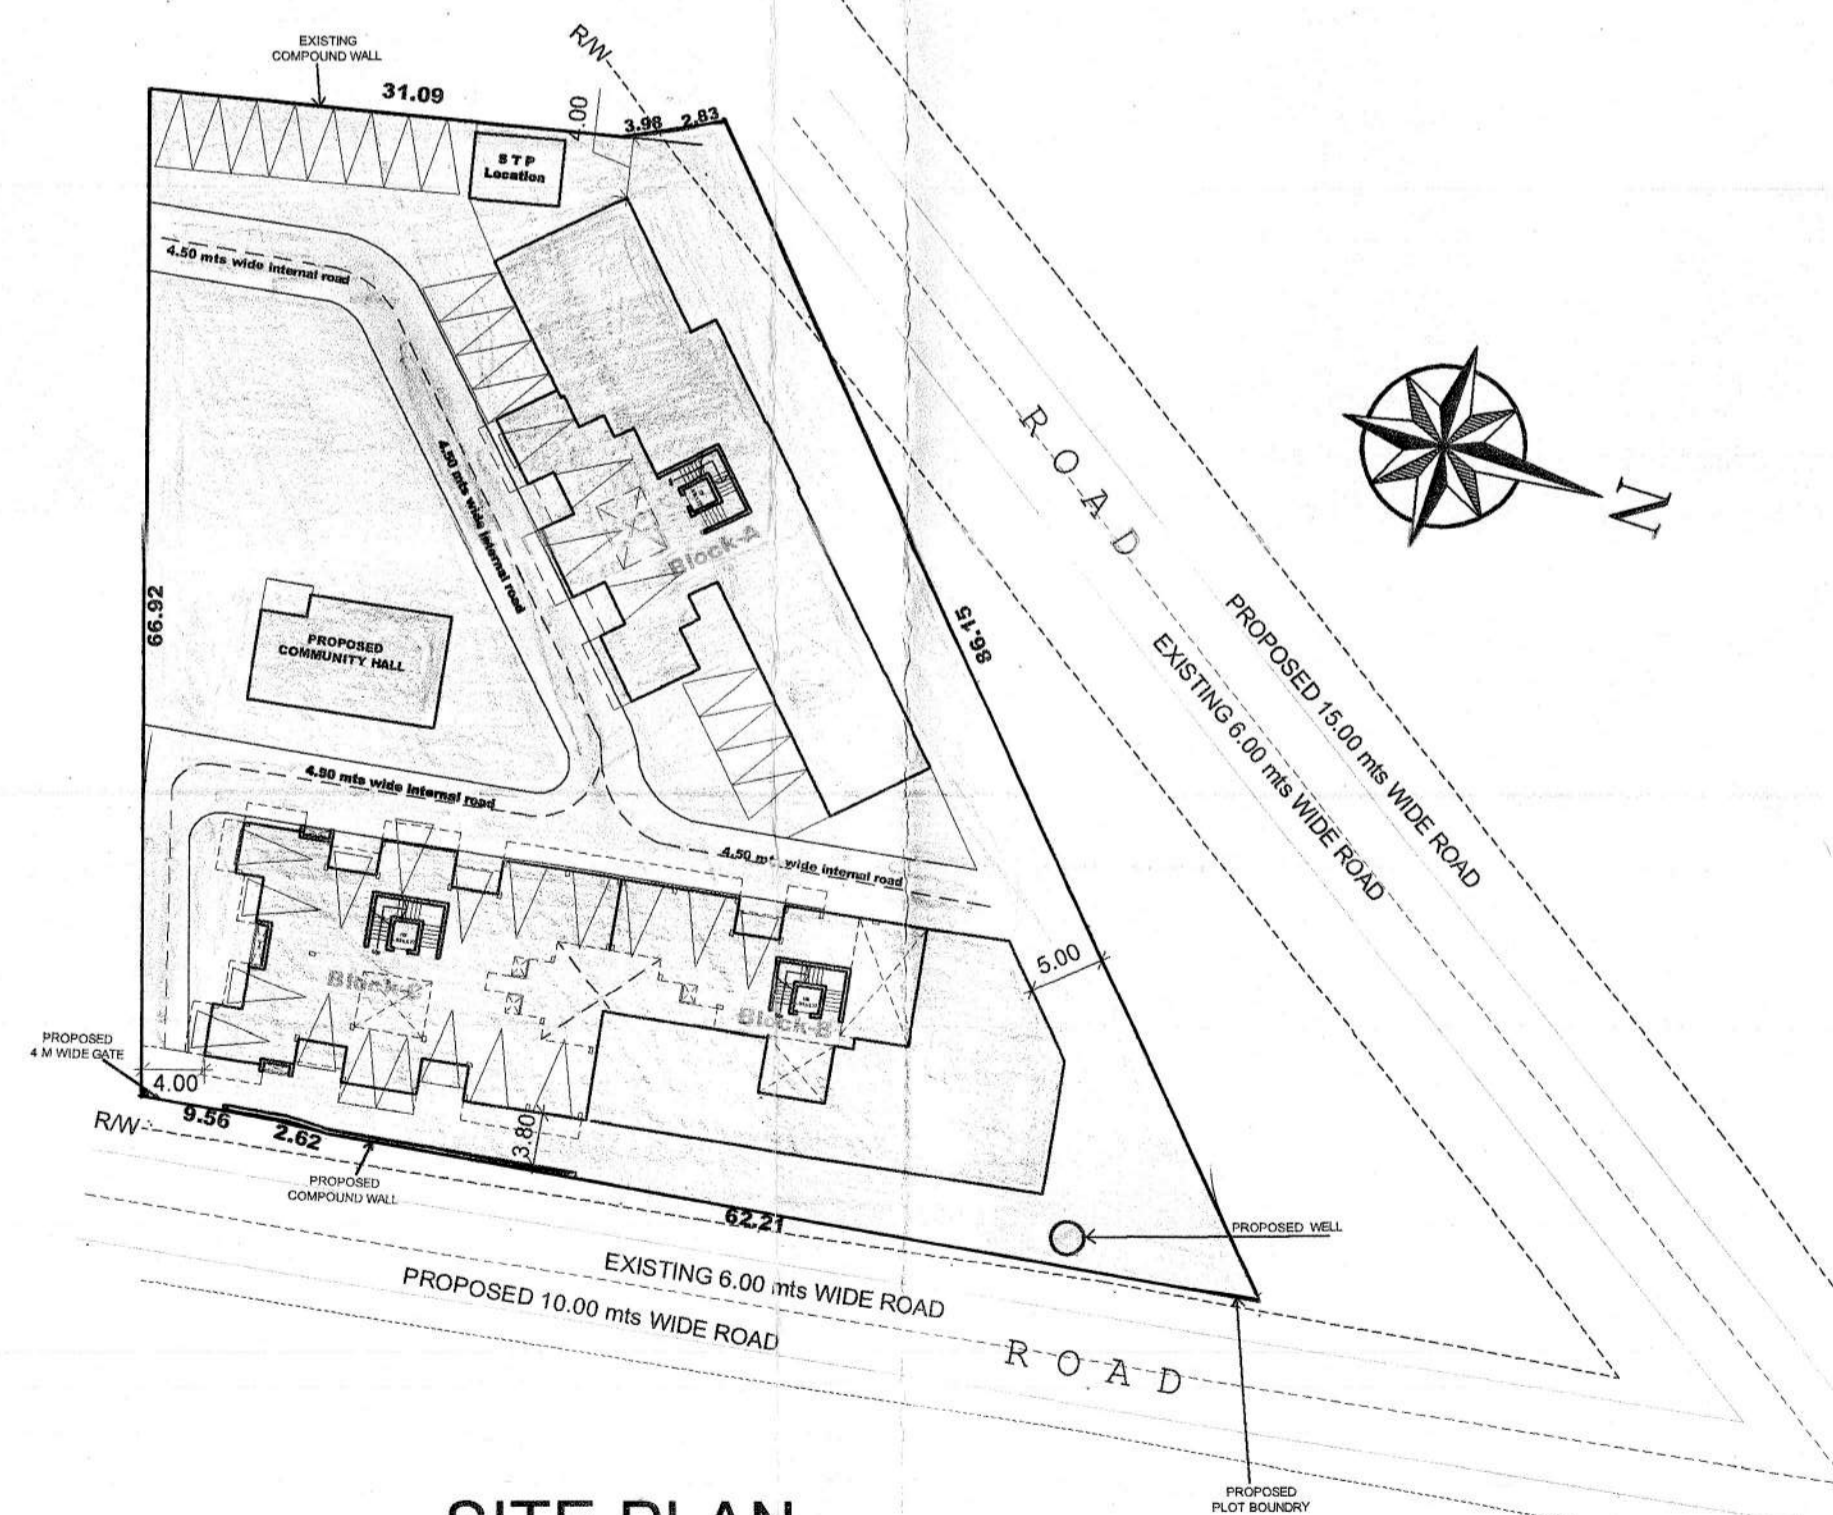 EXISTING
COMPOUND WALL
31.09
R/W
4.00
3.98
2.83
S T P
Location
4.50 mts wide internal road
4.50 mts wide internal road
Block-A
66.92
PROPOSED
COMMUNITY HALL
86.15
ROAD
PROPOSED 15.00 mts WIDE ROAD
EXISTING 6.00 mts WIDE ROAD
N
4.50 mts wide internal road
4.50 mt wide internal road
5.00
Block-B
PROPOSED
4 M WIDE GATE
4.00
R/W
9.56
2.62
3.80
PROPOSED
COMPOUND WALL
62.21
PROPOSED WELL
EXISTING 6.00 mts WIDE ROAD
PROPOSED 10.00 mts WIDE ROAD
ROAD
PROPOSED
PLOT BOUNDRY
SITE PLAN